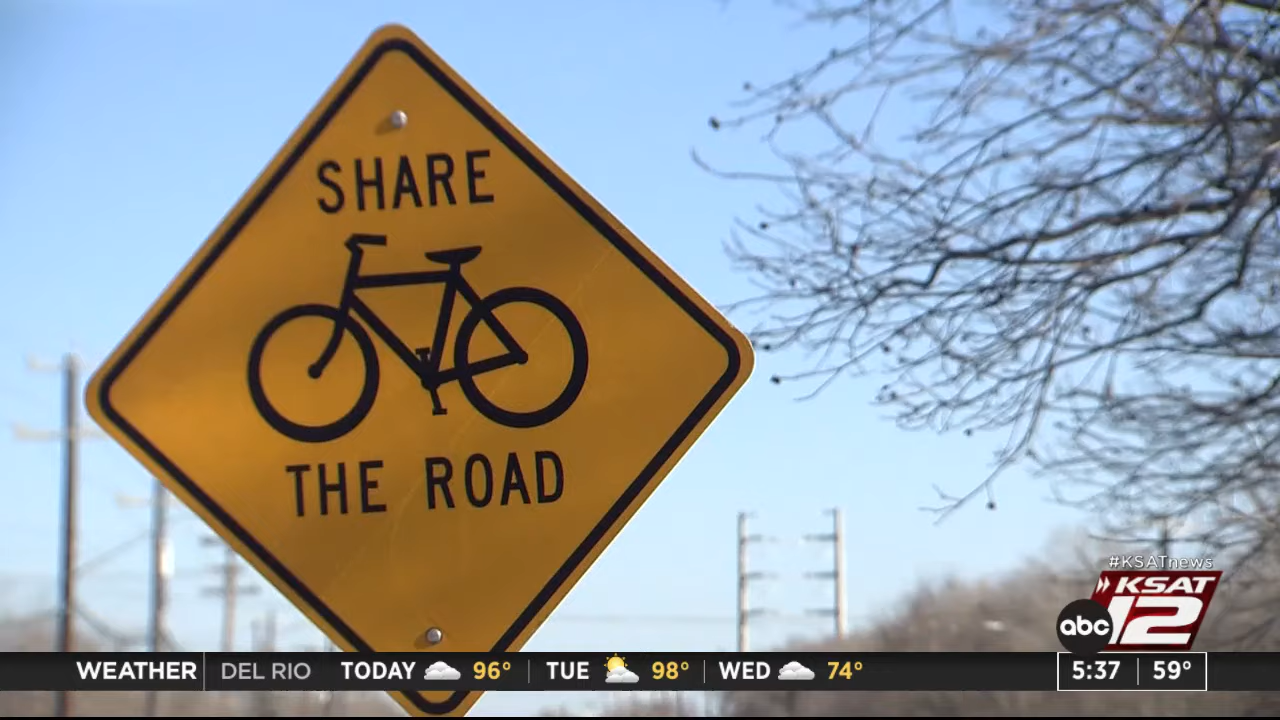 SHARE
THE ROAD
#KSATnews
KSAT
abc 12
WEATHER DEL RIO TODAY 96° TUE 98° WED 74° 5:37 59°